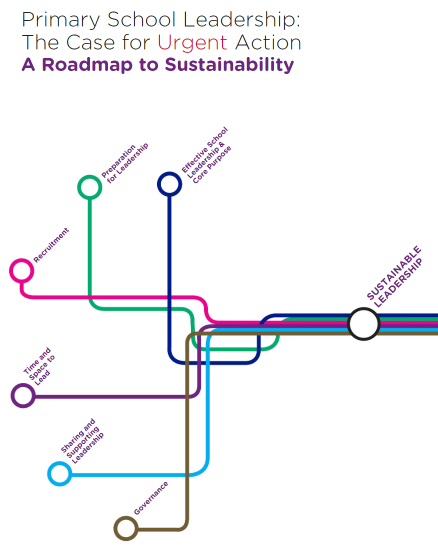 Primary School Leadership:
The Case for Urgent Action
A Roadmap to Sustainability
Preparation
for Leadership
Effective School
Leadership &
Core Purpose
Recruitment
SUSTAINABLE
LEADERSHIP
Time and
Space to
Lead
Sharing and
Supporting
Leadership
Governance